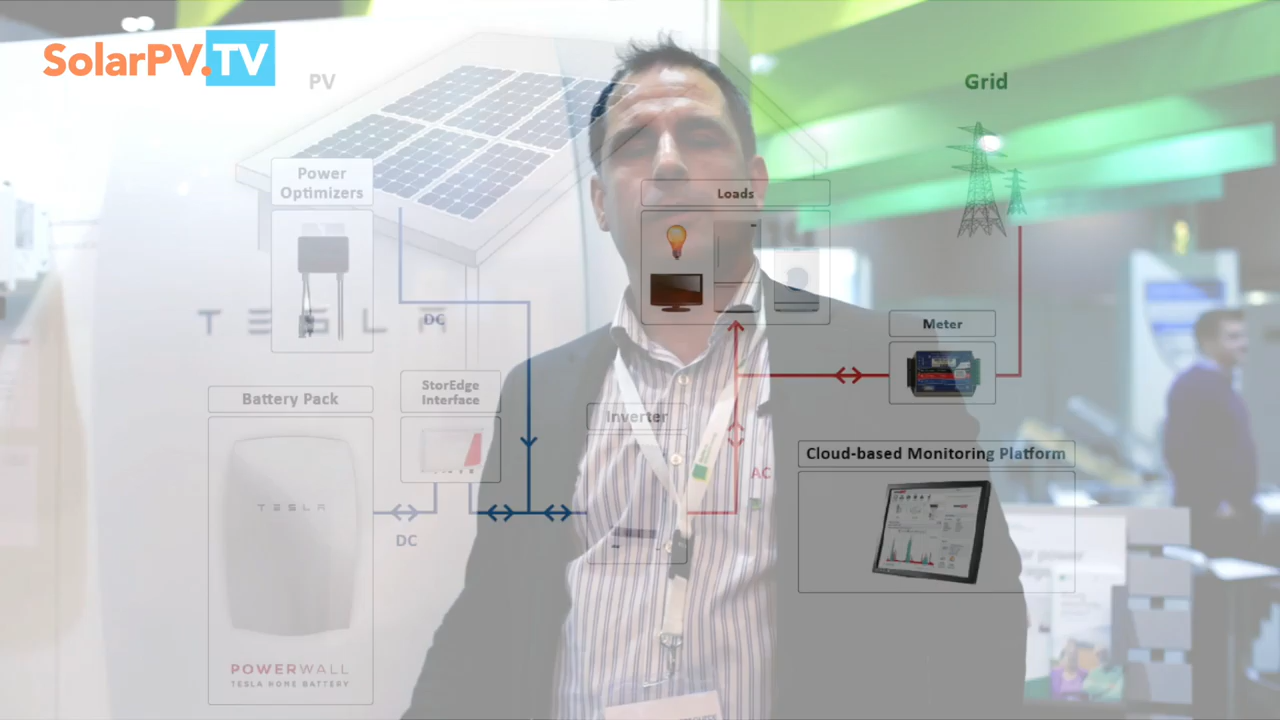 SolarPV.TV
PV
Grid
Power
Optimizers
Loads
TESLA
DC
Meter
StorEdge
Interface
Battery Pack
Inverter
Cloud-based Monitoring Platform
AC
TESLA
DC
POWERWALL
TESLA HOME BATTERY